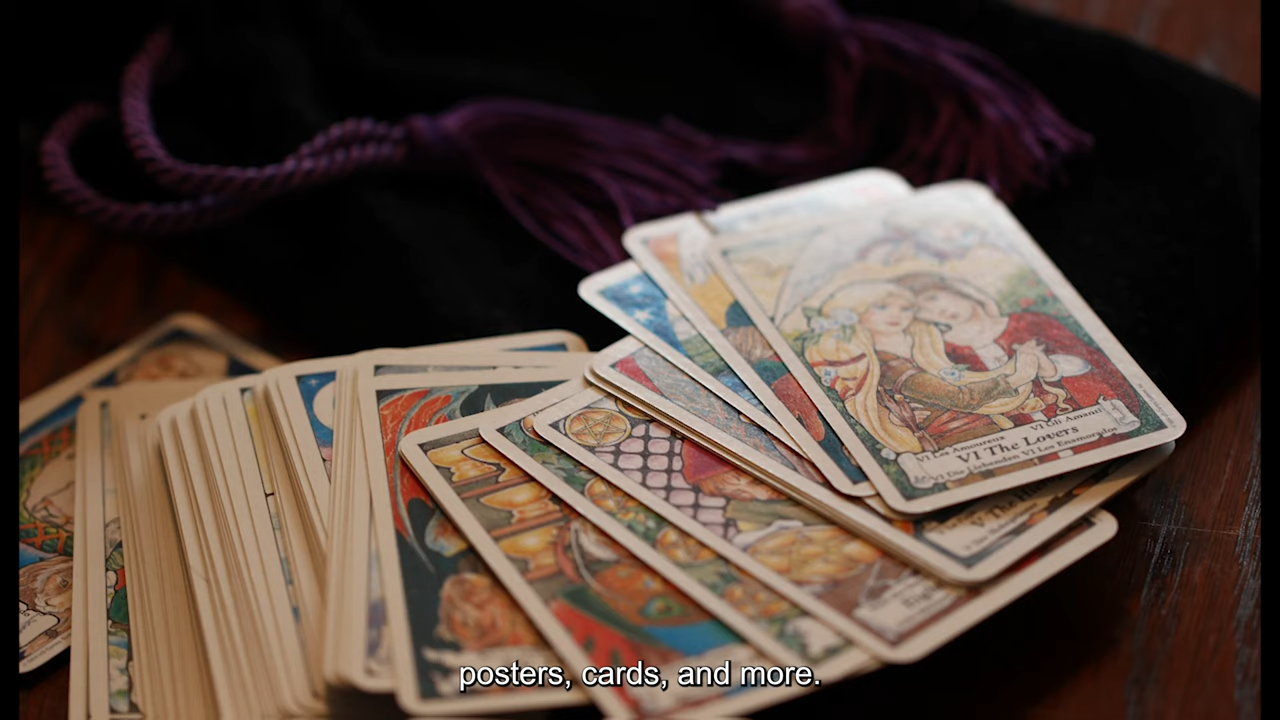 VI Les Amoureux VI Gli Amanti
VI The Lovers
VI Die Liebenden VI Los Enamorados
V The
posters, cards, and more.